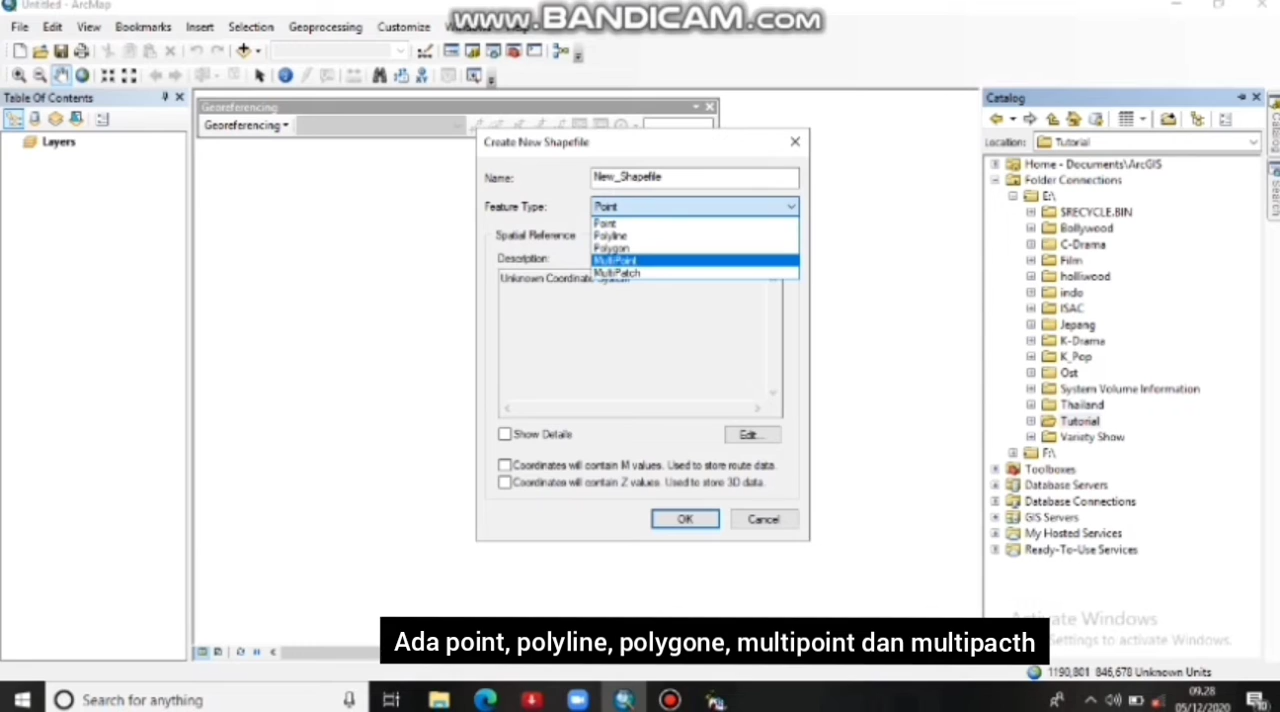 Untitled - ArcMap
www.BANDICAM.com
File Edit View Bookmarks Insert Selection Geoprocessing Customize
Table Of Contents
Layers
Georeferencing
Georeferencing
Create New Shapefile
Name:
New_Shapefile
Feature Type:
Point
Point
Polyline
Polygon
MultiPoint
MultiPatch
Spatial Reference
Description:
Unknown Coordinate System
Show Details
Edit...
Coordinates will contain M values. Used to store route data.
Coordinates will contain Z values. Used to store 3D data.
OK
Cancel
Catalog
Location:
Tutorial
Home - Documents\ArcGIS
Folder Connections
E:\
$RECYCLE.BIN
Bollywood
C-Drama
Film
holliwood
indo
ISAC
Jepang
K-Drama
K_Pop
Ost
System Volume Information
Thailand
Tutorial
Variety Show
F:\
Toolboxes
Database Servers
Database Connections
GIS Servers
My Hosted Services
Ready-To-Use Services
Catalog
Search
Activate Windows
Settings to activate Windows.
Ada point, polyline, polygone, multipoint dan multipacth
1190,801 846,678 Unknown Units
Search for anything
09.28
05/12/2020